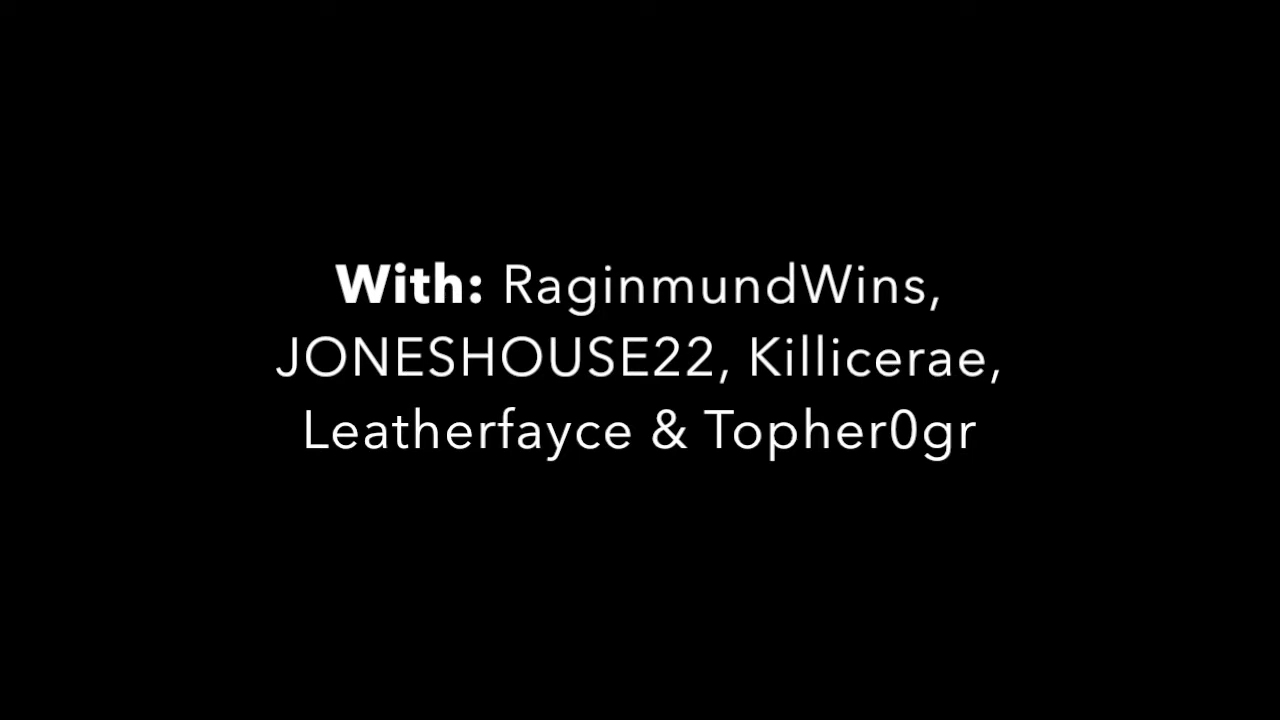 With: RaginmundWins,
JONESHOUSE22, Killicerae,
Leatherfayce & Topher0gr